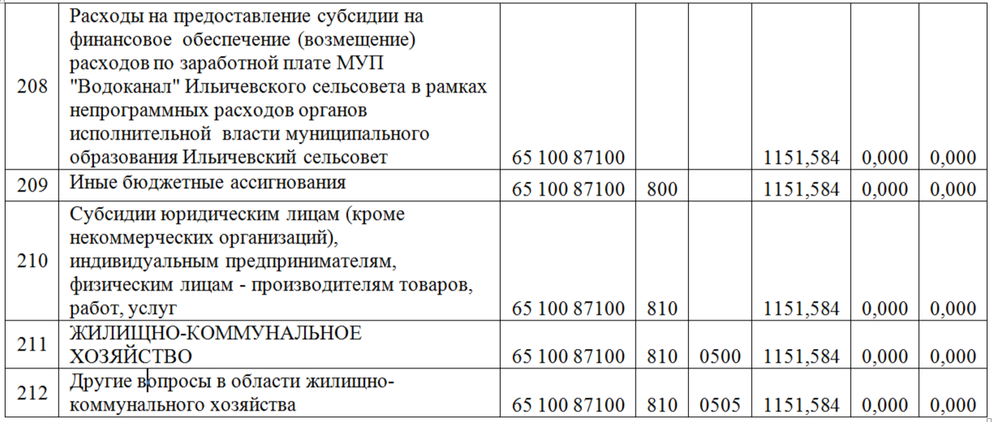 Расходы на предоставление субсидии на
финансовое обеспечение (возмещение)
расходов по заработной плате МУП
"Водоканал" Ильичевского сельсовета в рамках
непрограммных расходов органов
исполнительной власти муниципального
208 образования Ильичевский сельсовет 65 100 87100 1151,584 0,000 0,000
209 Иные бюджетные ассигнования 65 100 87100 800 1151,584 0,000 0,000
Субсидии юридическим лицам (кроме
некоммерческих организаций),
индивидуальным предпринимателям,
физическим лицам - производителям товаров,
210 работ, услуг 65 100 87100 810 1151,584 0,000 0,000
ЖИЛИЩНО-КОММУНАЛЬНОЕ
211 ХОЗЯЙСТВО 65 100 87100 810 0500 1151,584 0,000 0,000
Другие вопросы в области жилищно-
212 коммунального хозяйства 65 100 87100 810 0505 1151,584 0,000 0,000